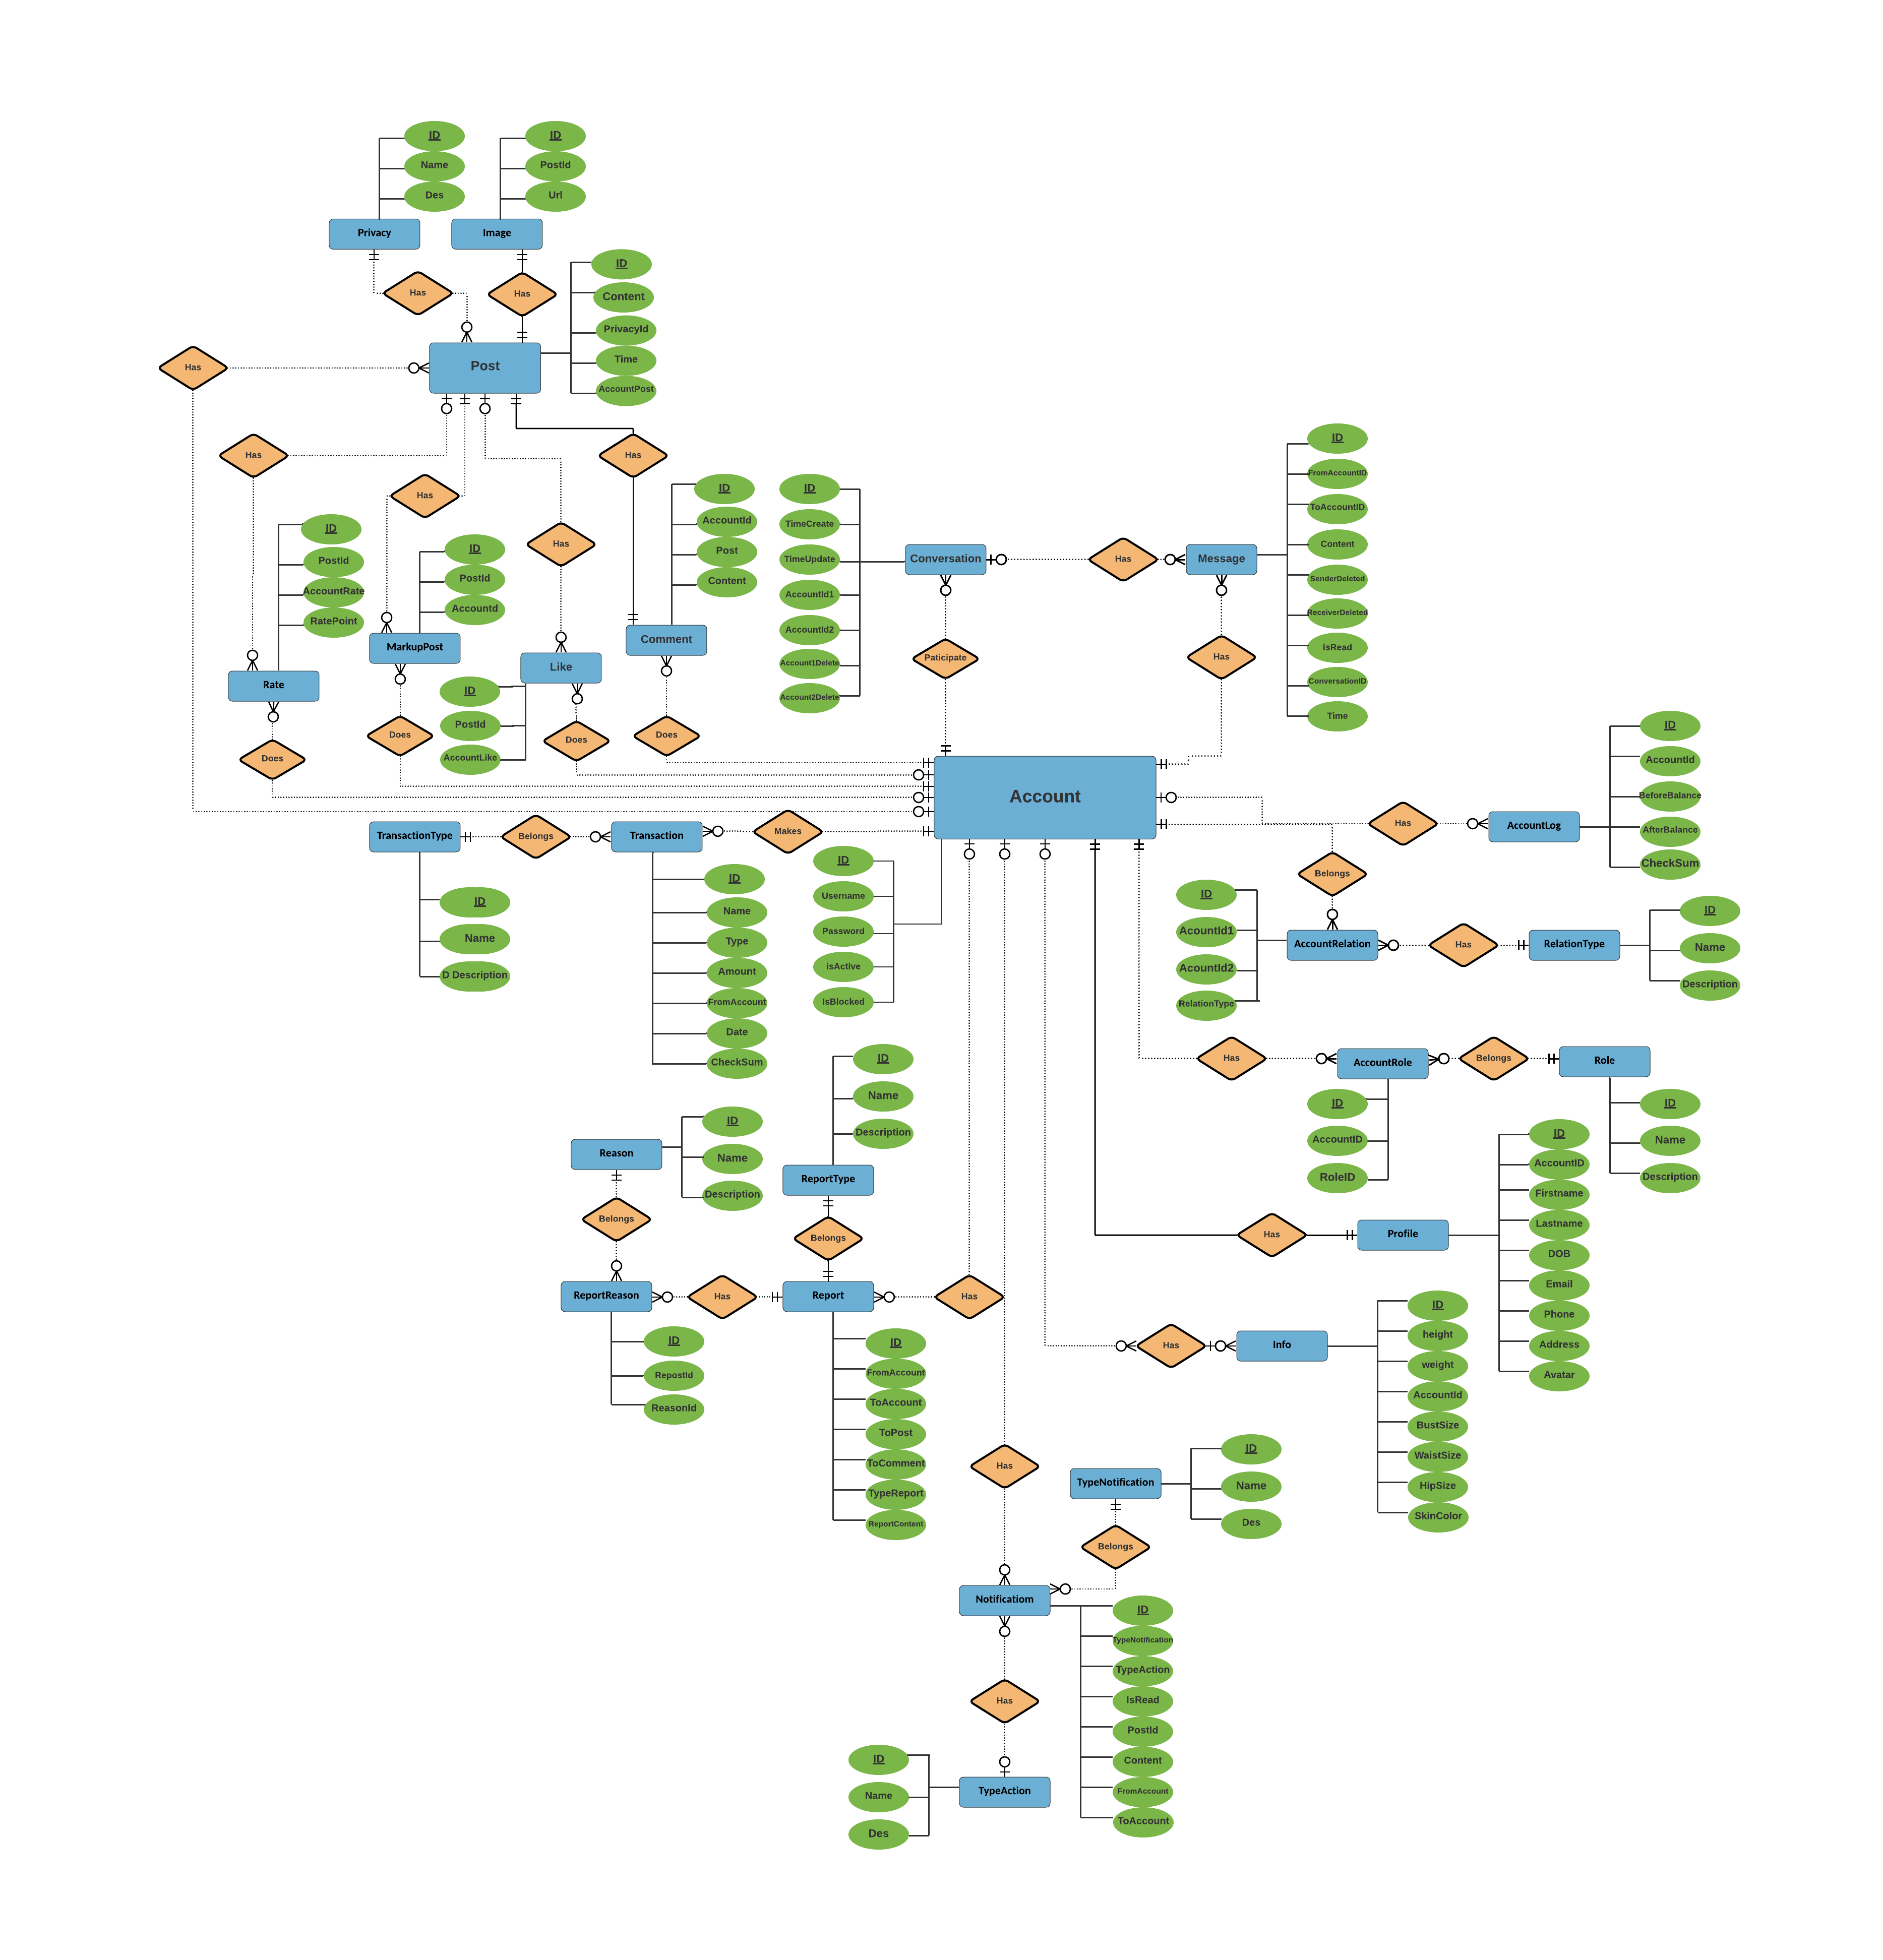 ID
Name
Des
Privacy
ID
PostId
Url
Image
Has
Has
ID
Content
PrivacyId
Time
AccountPost
Post
Has
Has
Has
Has
Has
ID
PostId
AccountRate
RatePoint
Rate
ID
PostId
Accountd
MarkupPost
Like
ID
PostId
AccountLike
ID
AccountId
Post
Content
Comment
Does
Does
Does
Does
ID
TimeCreate
TimeUpdate
AccountId1
AccountId2
Account1Delete
Account2Delete
Conversation
Has
Message
Paticipate
Has
ID
FromAccountID
ToAccountID
Content
SenderDeleted
ReceiverDeleted
isRead
ConversationID
Time
Account
TransactionType
Belongs
Transaction
Makes
ID
Name
D Description
ID
Name
Type
Amount
FromAccount
Date
CheckSum
ID
Username
Password
isActive
IsBlocked
Has
AccountLog
ID
AccountId
BeforeBalance
AfterBalance
CheckSum
Belongs
ID
AcountId1
AcountId2
RelationType
AccountRelation
Has
RelationType
ID
Name
Description
Has
AccountRole
Belongs
Role
ID
AccountID
RoleID
ID
Name
Description
ID
Name
Description
ReportType
Reason
ID
Name
Description
Belongs
Belongs
ReportReason
Has
Report
Has
ID
RepostId
ReasonId
ID
FromAccount
ToAccount
ToPost
ToComment
TypeReport
ReportContent
Has
Profile
ID
AccountID
Firstname
Lastname
DOB
Email
Phone
Address
Avatar
Has
Info
ID
height
weight
AccountId
BustSize
WaistSize
HipSize
SkinColor
Has
TypeNotification
ID
Name
Des
Belongs
Notificatiom
ID
TypeNotification
TypeAction
IsRead
PostId
Content
FromAccount
ToAccount
Has
TypeAction
ID
Name
Des